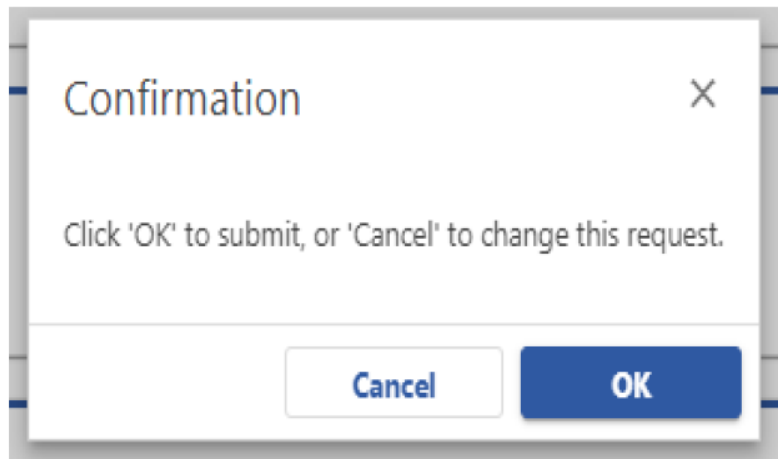 Confirmation
Click 'OK' to submit, or 'Cancel' to change this request.
Cancel
OK